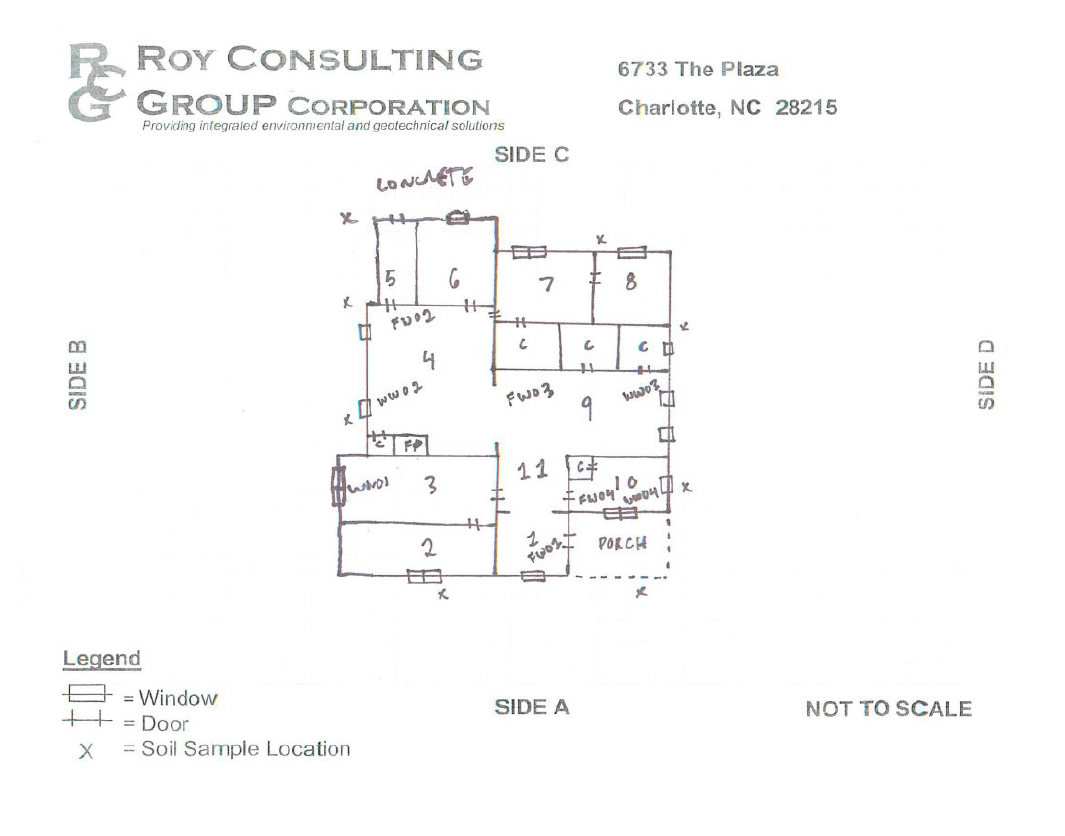 RCG
ROY CONSULTING
GROUP CORPORATION
Providing integrated environmental and geotechnical solutions
6733 The Plaza
Charlotte, NC 28215
SIDE C
CONCRETE
X
X
5
6
7
8
X
FW02
X
4
C
C
C
SIDE B
SIDE D
WW02
FW03
WW03
9
X
C
FP
WW01
3
11
C
10
FW04
WW04
X
2
1
FW01
PORCH
X
X
Legend
= Window
= Door
X = Soil Sample Location
SIDE A
NOT TO SCALE